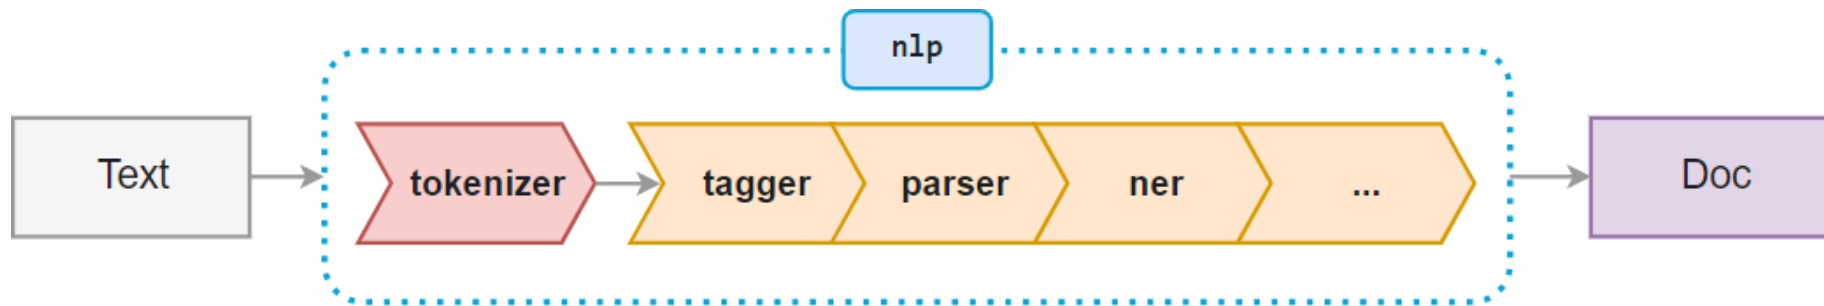 nlp
Text
tokenizer
tagger
parser
ner
...
Doc